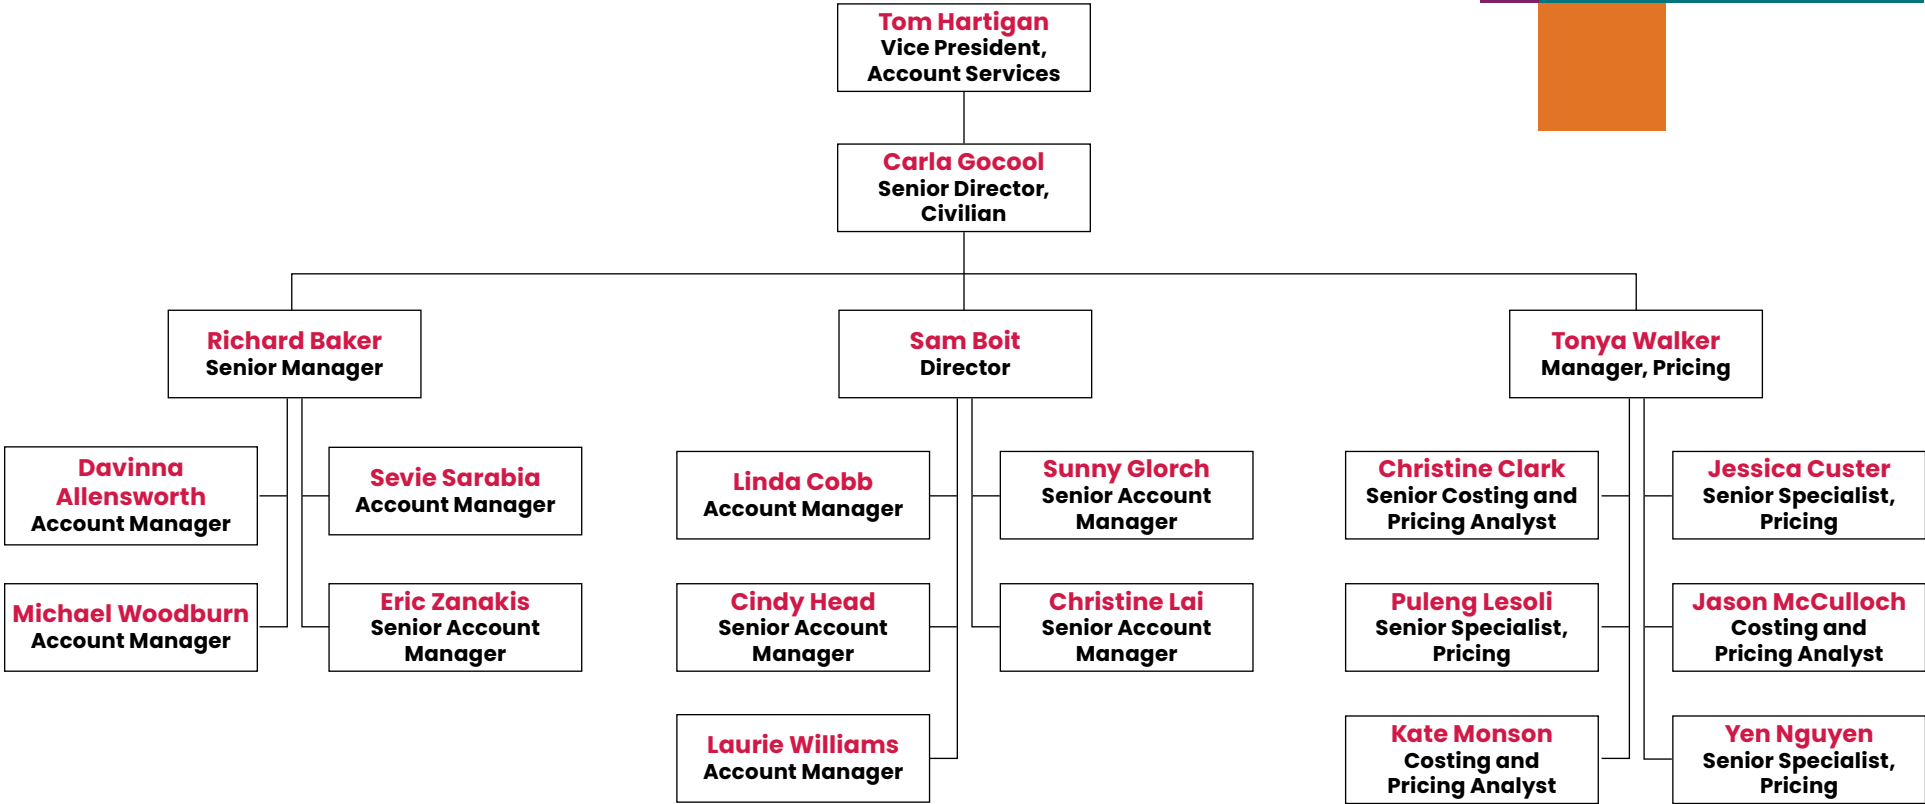 Tom Hartigan
Vice President,
Account Services
Carla Gocool
Senior Director,
Civilian
Richard Baker
Senior Manager
Sam Boit
Director
Tonya Walker
Manager, Pricing
Davinna
Allensworth
Account Manager
Sevie Sarabia
Account Manager
Michael Woodburn
Account Manager
Eric Zanakis
Senior Account
Manager
Linda Cobb
Account Manager
Sunny Glorch
Senior Account
Manager
Cindy Head
Senior Account
Manager
Christine Lai
Senior Account
Manager
Laurie Williams
Account Manager
Christine Clark
Senior Costing and
Pricing Analyst
Jessica Custer
Senior Specialist,
Pricing
Puleng Lesoli
Senior Specialist,
Pricing
Jason McCulloch
Costing and
Pricing Analyst
Kate Monson
Costing and
Pricing Analyst
Yen Nguyen
Senior Specialist,
Pricing